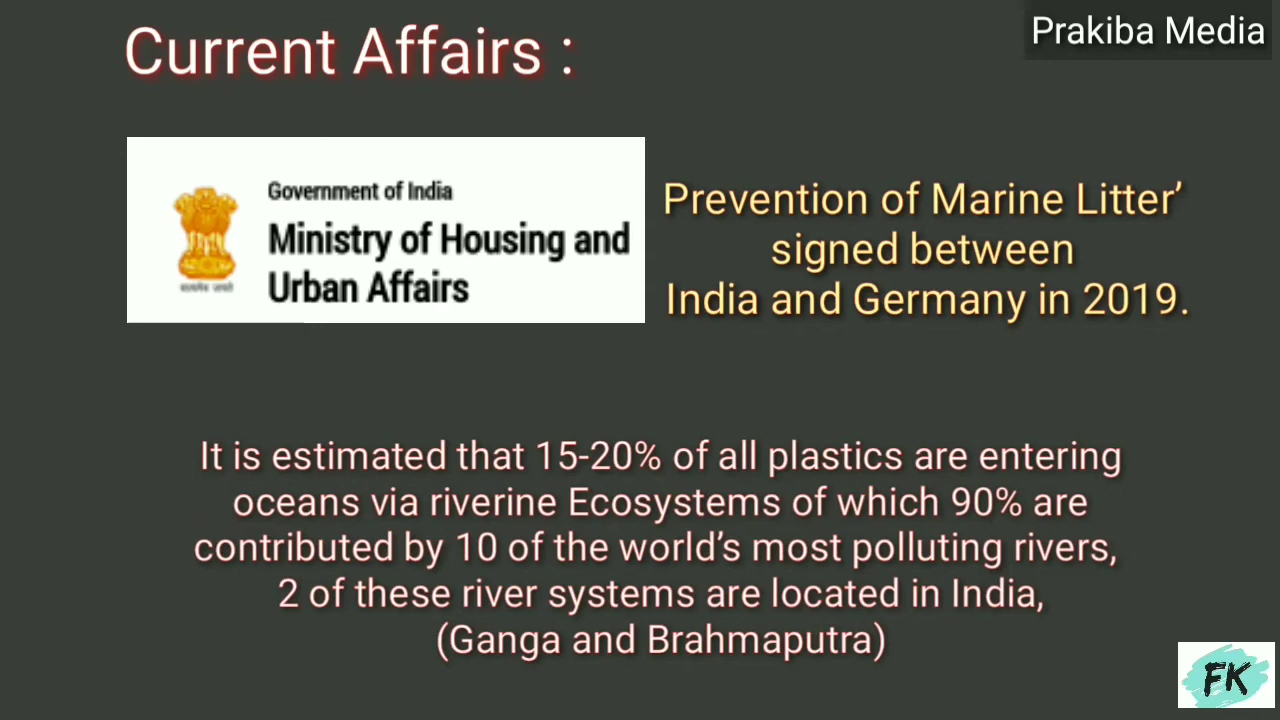 Prakiba Media
Current Affairs :
Government of India
Ministry of Housing and
Urban Affairs
Prevention of Marine Litter’
signed between
India and Germany in 2019.
It is estimated that 15-20% of all plastics are entering
oceans via riverine Ecosystems of which 90% are
contributed by 10 of the world’s most polluting rivers,
2 of these river systems are located in India,
(Ganga and Brahmaputra)
FK